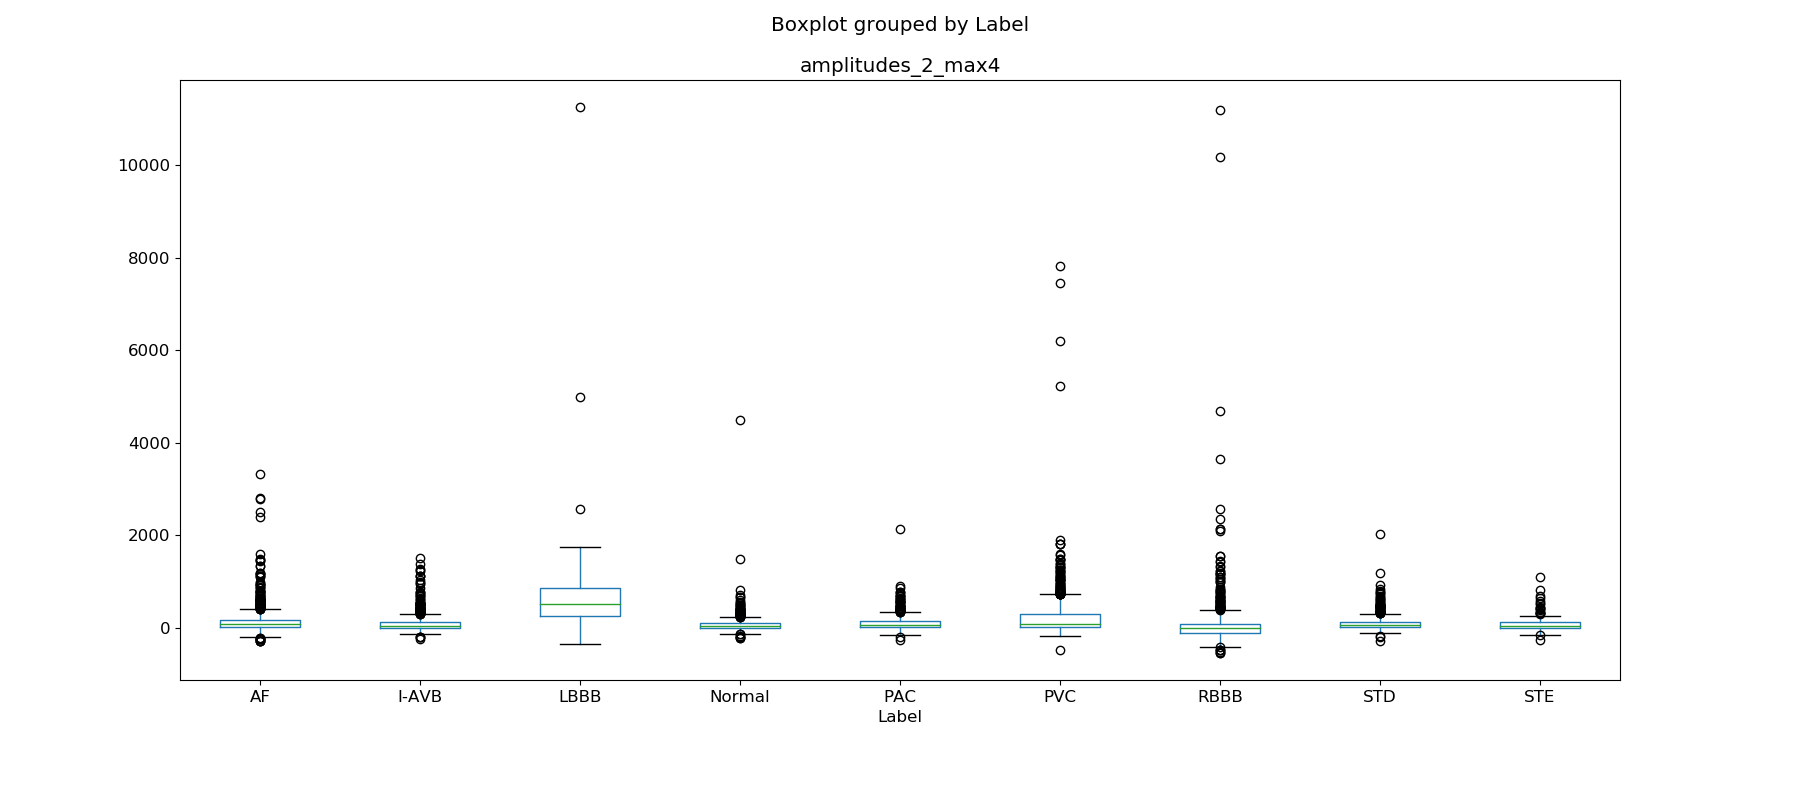 Boxplot grouped by Label
amplitudes_2_max4
10000
8000
6000
4000
2000
0
AF I-AVB LBBB Normal PAC PVC RBBB STD STE
Label